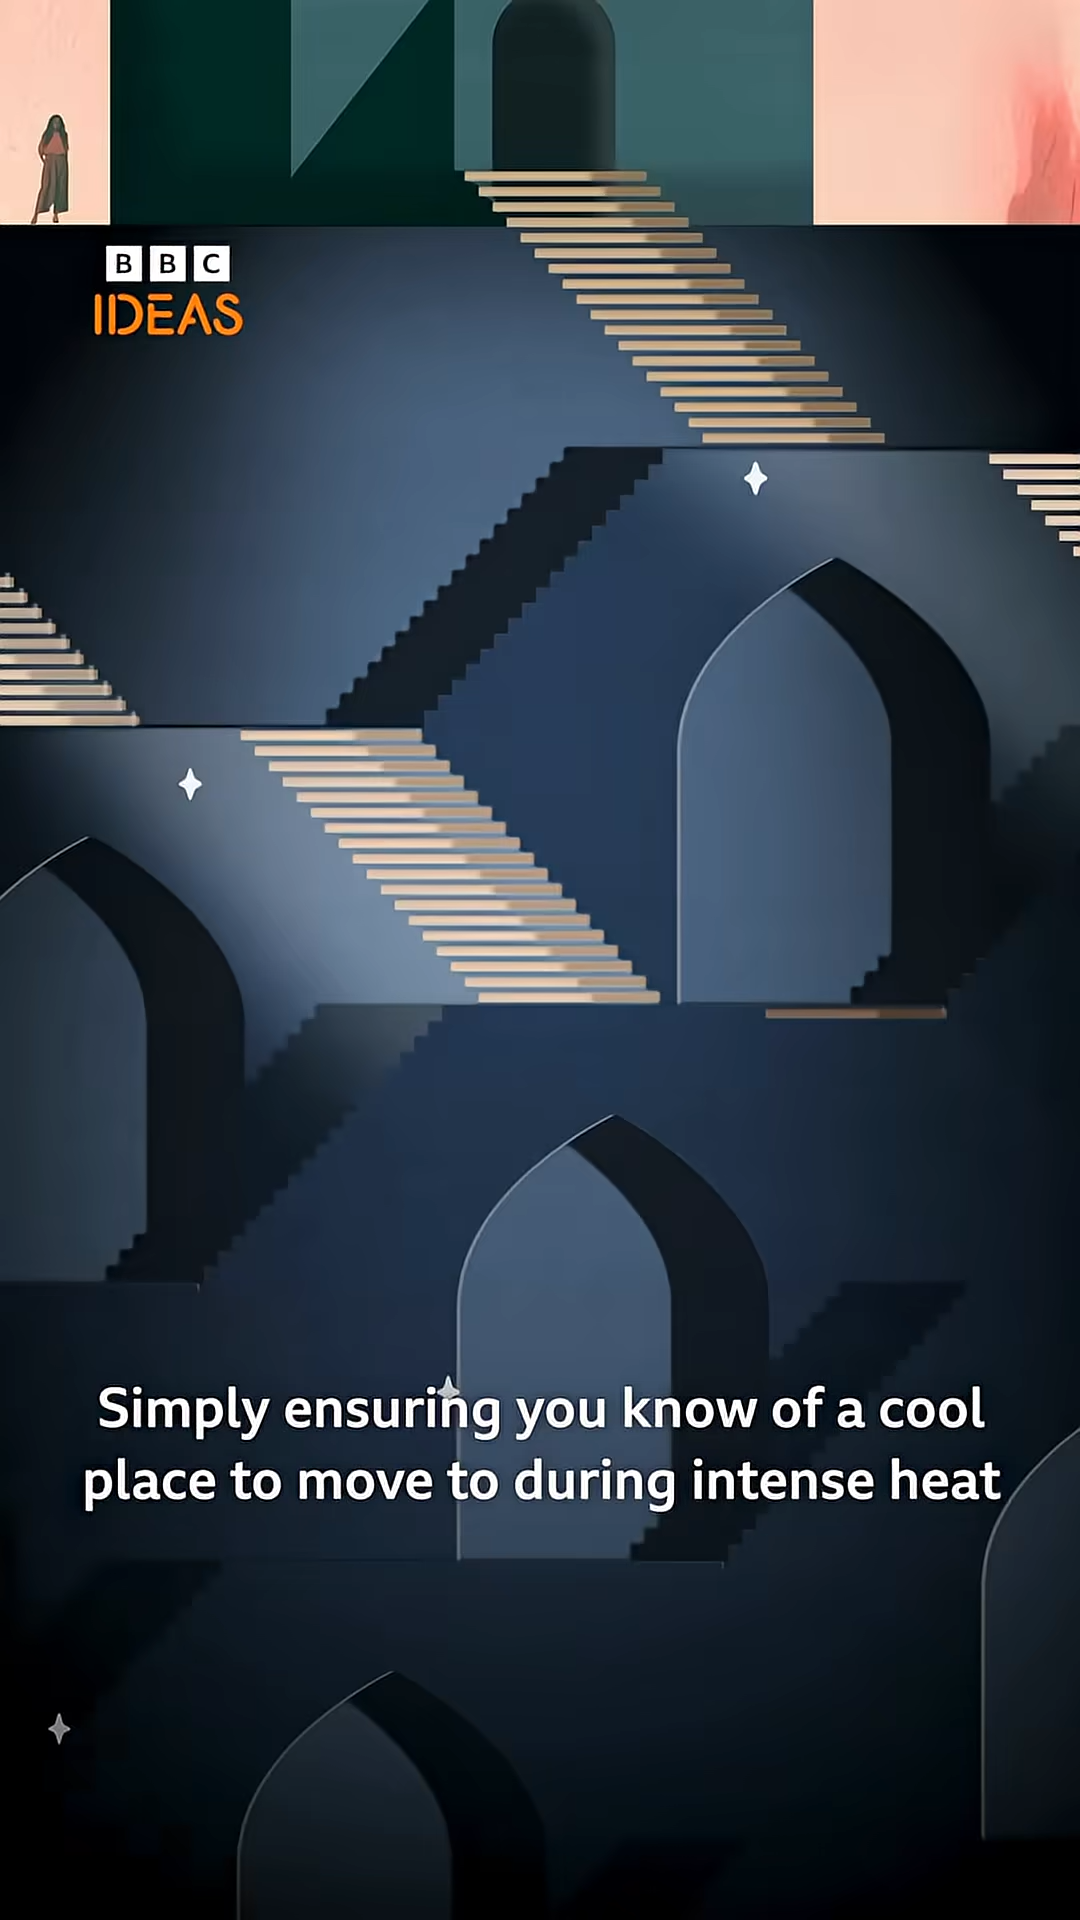 BBC
IDEAS
Simply ensuring you know of a cool
place to move to during intense heat